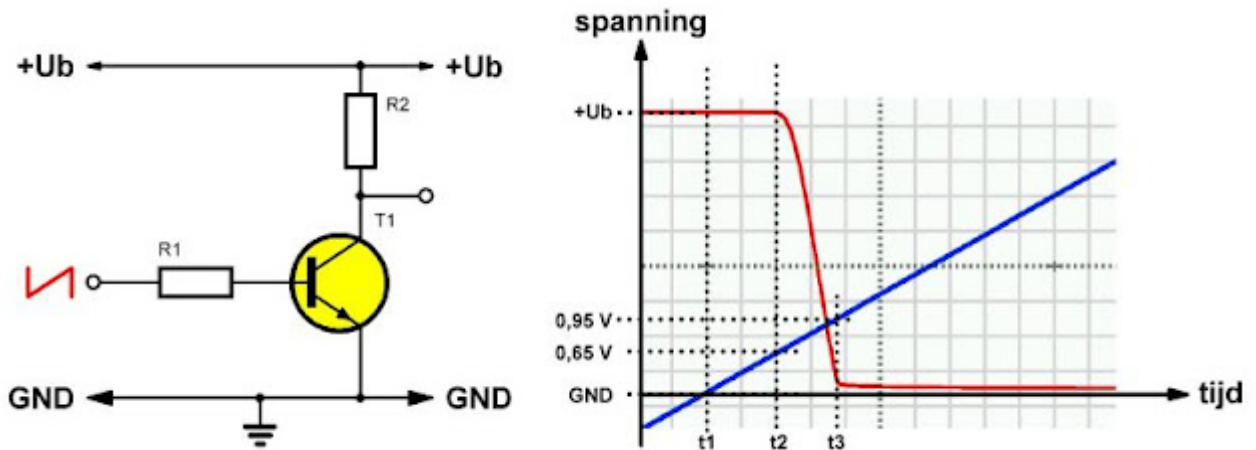 +Ub
+Ub
R2
T1
R1
GND
GND
spanning
+Ub
0,95 V
0,65 V
GND
tijd
t1
t2
t3